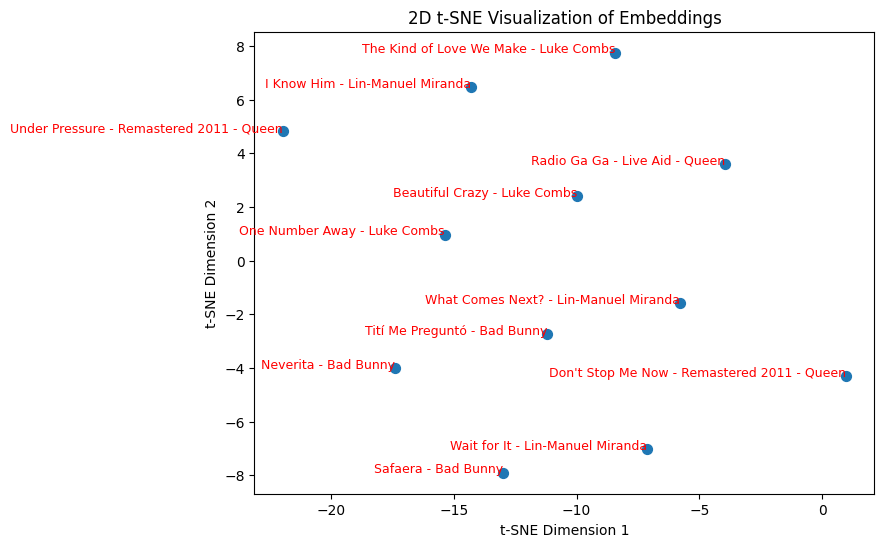 2D t-SNE Visualization of Embeddings
8
The Kind of Love We Make - Luke Combs
I Know Him - Lin-Manuel Miranda
6
Under Pressure - Remastered 2011 - Queen
4
Radio Ga Ga - Live Aid - Queen
Beautiful Crazy - Luke Combs
2
One Number Away - Luke Combs
0
t-SNE Dimension 2
What Comes Next? - Lin-Manuel Miranda
−2
Tití Me Preguntó - Bad Bunny
Neverita - Bad Bunny
−4
Don't Stop Me Now - Remastered 2011 - Queen
−6
Wait for It - Lin-Manuel Miranda
Safaera - Bad Bunny
−8
−20 −15 −10 −5 0
t-SNE Dimension 1